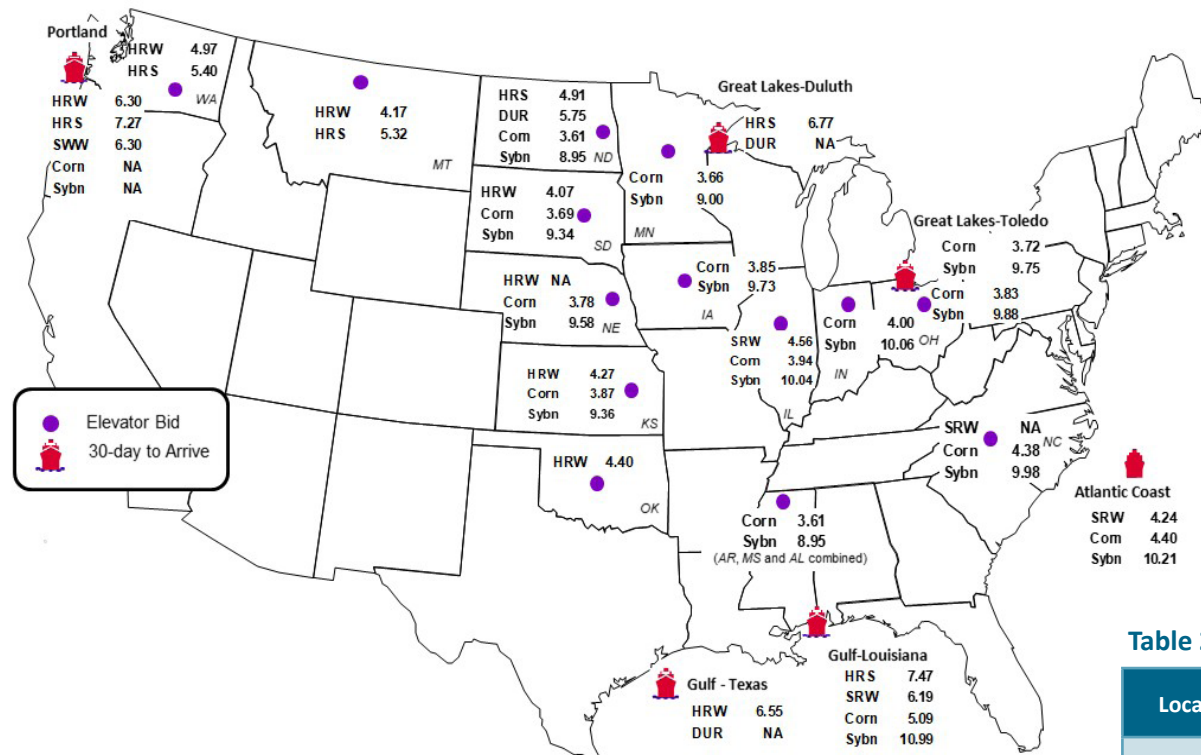 Portland
HRW 4.97
HRS 5.40
WA
HRW 6.30
HRS 7.27
SWW 6.30
Corn NA
Sybn NA
HRW 4.17
HRS 5.32
MT
HRS 4.91
DUR 5.75
Corn 3.61
Sybn 8.95 ND
HRW 4.07
Corn 3.69
Sybn 9.34 SD
HRW NA
Corn 3.78
Sybn 9.58 NE
HRW 4.27
Corn 3.87
Sybn 9.36 KS
HRW 4.40
OK
Great Lakes-Duluth
HRS 6.77
DUR NA
Corn 3.66
Sybn 9.00
MN
Corn 3.85
Sybn 9.73
IA
SRW 4.56
Corn 3.94
Sybn 10.04
IL
Great Lakes-Toledo
Corn 3.72
Sybn 9.75
Corn 3.83
Sybn 9.88
Corn 4.00
Sybn 10.06 OH
IN
SRW NA NC
Corn 4.38
Sybn 9.98
Atlantic Coast
SRW 4.24
Corn 4.40
Sybn 10.21
Corn 3.61
Sybn 8.95
(AR, MS and AL combined)
Gulf-Louisiana
HRS 7.47
SRW 6.19
Corn 5.09
Sybn 10.99
Gulf - Texas
HRW 6.55
DUR NA
Elevator Bid
30-day to Arrive
Table
Loca